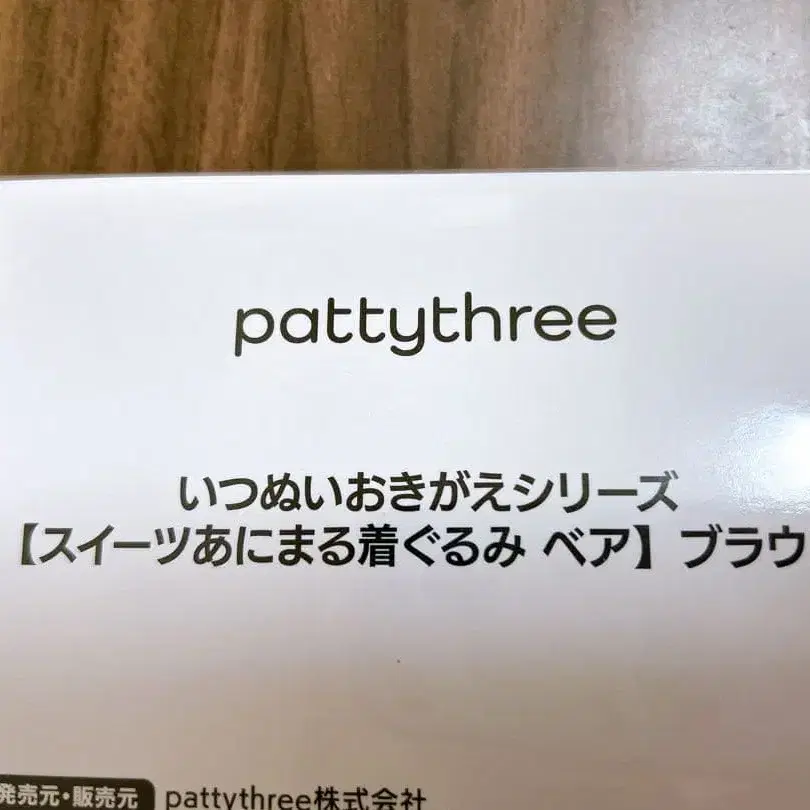 pattythree
いつぬいおきがえシリーズ
【スイーツあにまる着ぐるみ ベア】ブラウ
発売元・販売元 pattythree株式会社